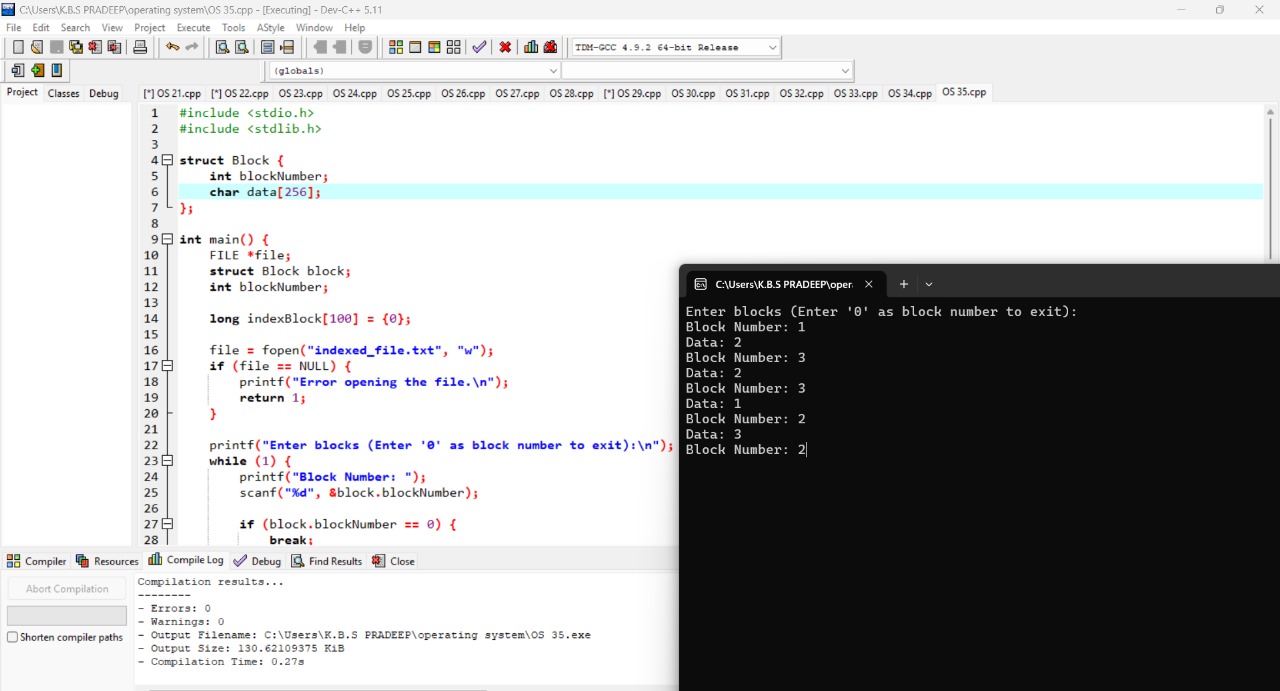 C:\Users\K.B.S PRADEEP\operating system\OS 35.cpp - [Executing] - Dev-C++ 5.11
File Edit Search View Project Execute Tools AStyle Window Help
TDM-GCC 4.9.2 64-bit Release
(globals)
Project Classes Debug
[*] OS 21.cpp [*] OS 22.cpp OS 23.cpp OS 24.cpp OS 25.cpp OS 26.cpp OS 27.cpp OS 28.cpp [*] OS 29.cpp OS 30.cpp OS 31.cpp OS 32.cpp OS 33.cpp OS 34.cpp OS 35.cpp
1 #include <stdio.h>
2 #include <stdlib.h>
3
4 struct Block {
5 int blockNumber;
6 char data[256];
7 };
8
9 int main() {
10 FILE *file;
11 struct Block block;
12 int blockNumber;
13
14 long indexBlock[100] = {0};
15
16 file = fopen("indexed_file.txt", "w");
17 if (file == NULL) {
18 printf("Error opening the file.\n");
19 return 1;
20 }
21
22 printf("Enter blocks (Enter '0' as block number to exit):\n");
23 while (1) {
24 printf("Block Number: ");
25 scanf("%d", &block.blockNumber);
26
27 if (block.blockNumber == 0) {
28 break;
C:\Users\K.B.S PRADEEP\oper
Enter blocks (Enter '0' as block number to exit):
Block Number: 1
Data: 2
Block Number: 3
Data: 2
Block Number: 3
Data: 1
Block Number: 2
Data: 3
Block Number: 2
Compiler Resources Compile Log Debug Find Results Close
Abort Compilation
Shorten compiler paths
Compilation results...
--------
- Errors: 0
- Warnings: 0
- Output Filename: C:\Users\K.B.S PRADEEP\operating system\OS 35.exe
- Output Size: 130.62109375 KiB
- Compilation Time: 0.27s